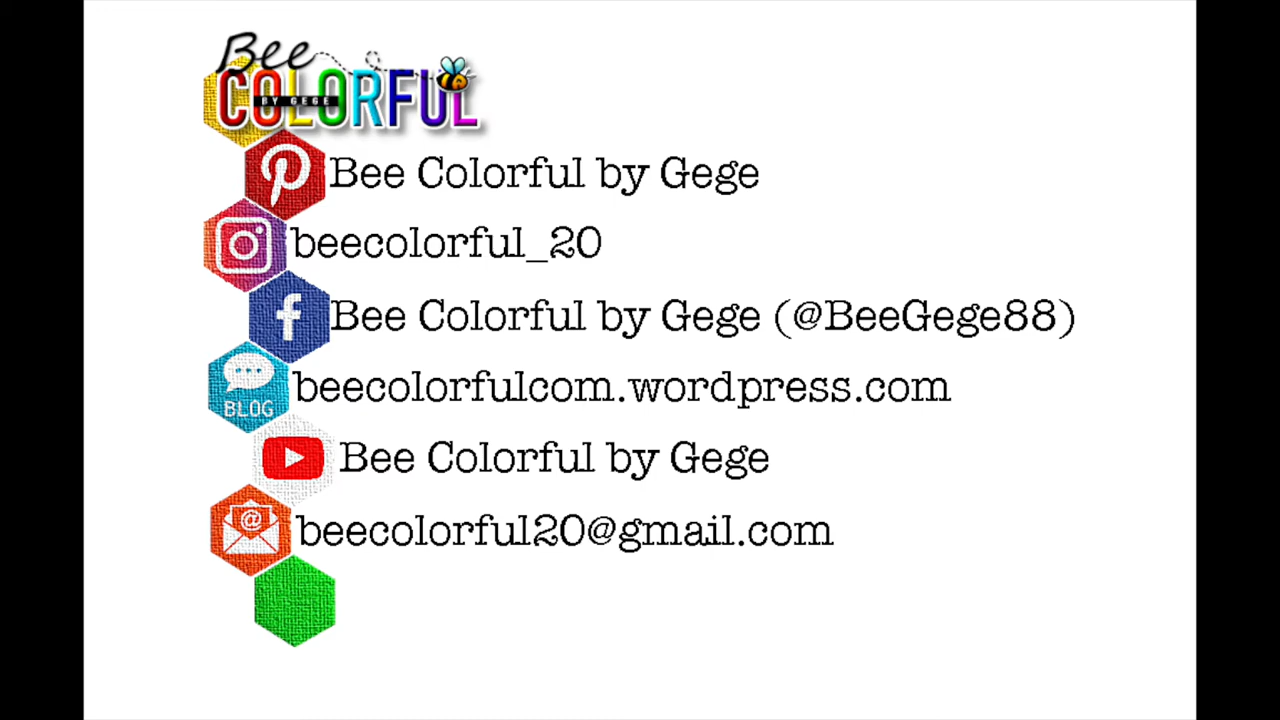 Bee
COLORFUL
BY GEGE
Bee Colorful by Gege
beecolorful_20
Bee Colorful by Gege (@BeeGege88)
beecolorfulcom.wordpress.com
BLOG
Bee Colorful by Gege
beecolorful20@gmail.com